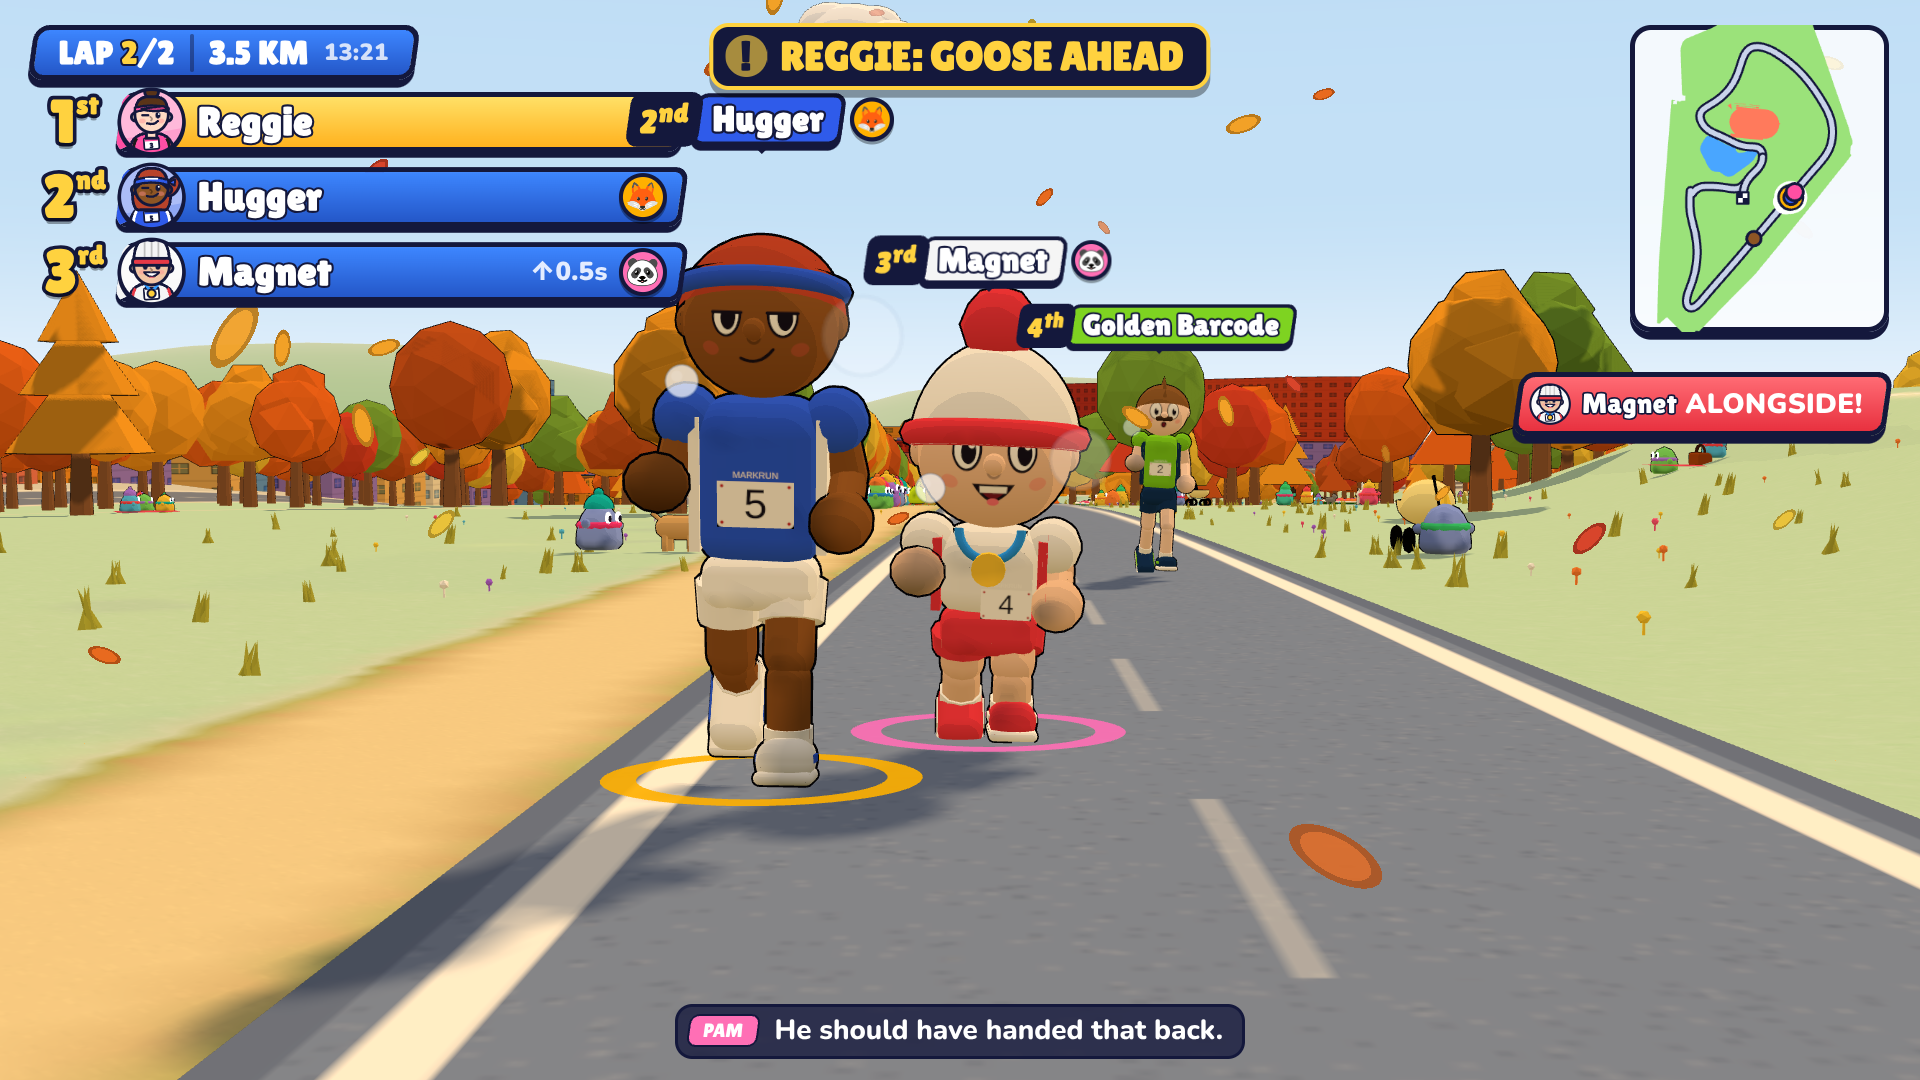 LAP 2/2 3.5 KM 13:21
! REGGIE: GOOSE AHEAD
1st Reggie
2nd Hugger
2nd Hugger
3rd Magnet ↑0.5s
3rd Magnet
4th Golden Barcode
Magnet ALONGSIDE!
MARKRUN
5
4
2
PAM He should have handed that back.